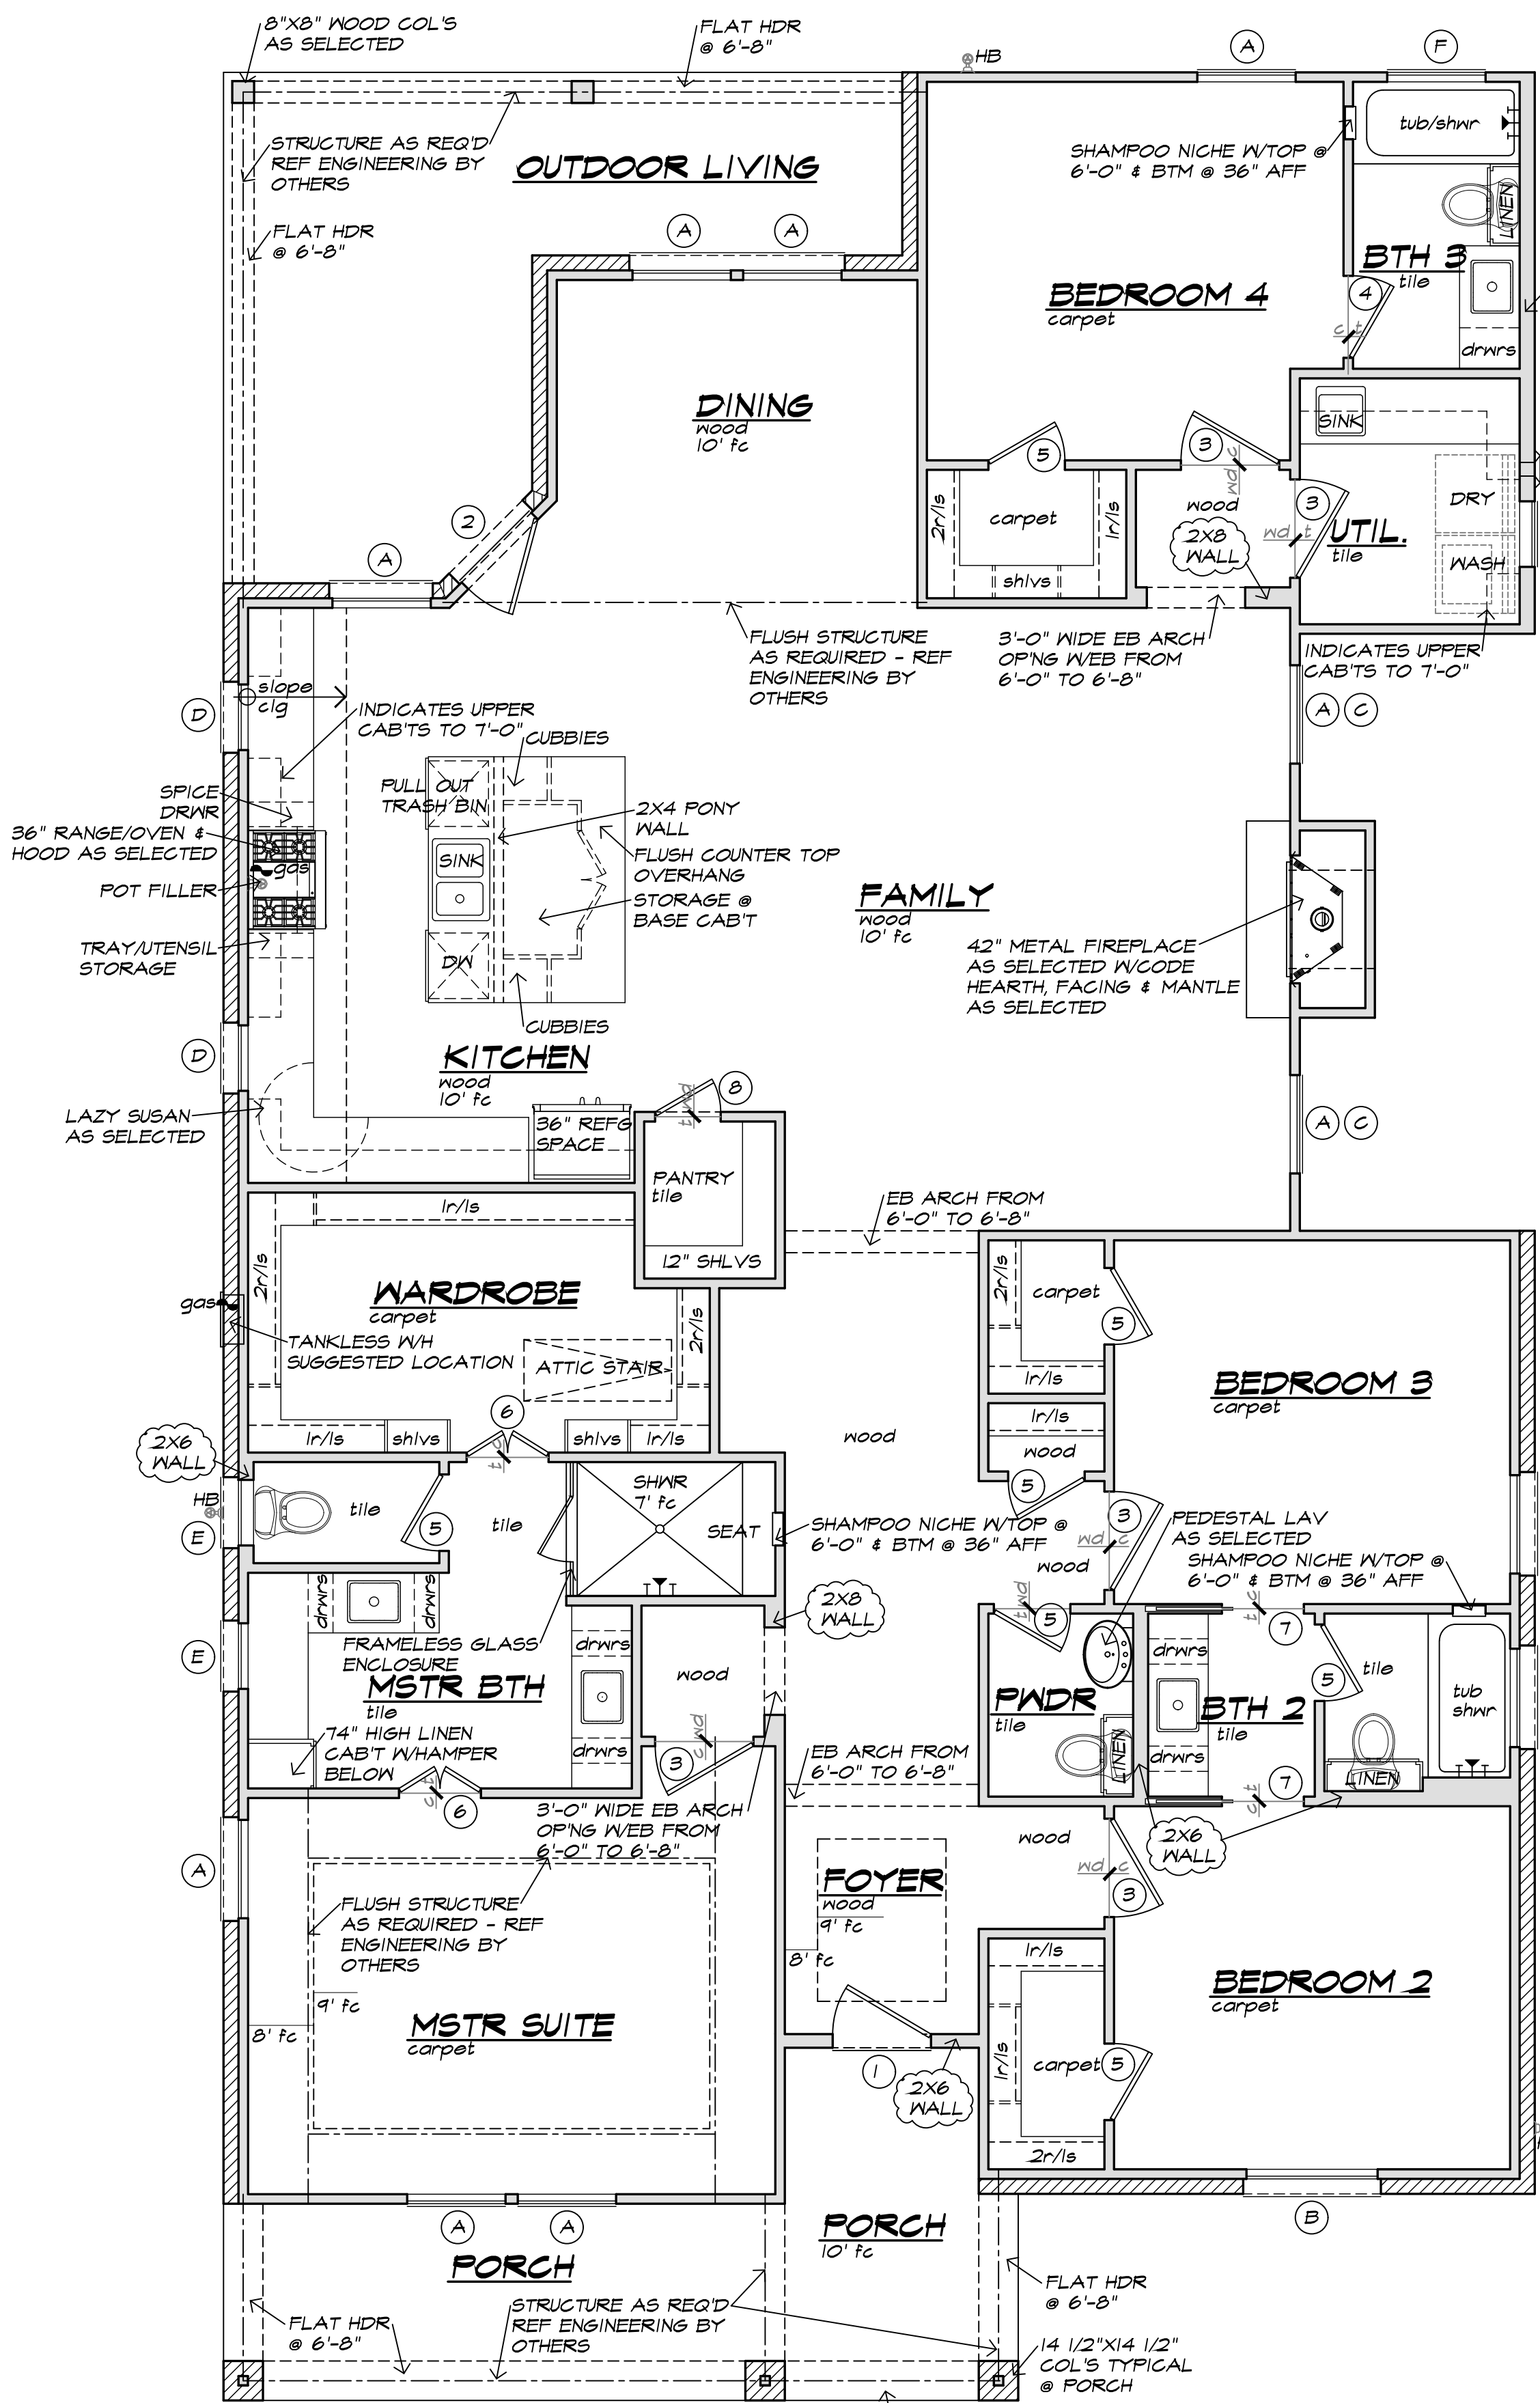 8"X8" WOOD COL'S
AS SELECTED
FLAT HDR
@ 6'-8"
HB
A
F
STRUCTURE AS REQ'D
REF ENGINEERING BY
OTHERS
OUTDOOR LIVING
SHAMPOO NICHE W/TOP @
6'-0" & BTM @ 36" AFF
tub/shwr
LINEN
FLAT HDR
@ 6'-8"
A
A
BTH 3
tile
BEDROOM 4
carpet
4
c t
drwrs
DINING
wood
10' fc
SINK
5
3
wd c
2
2r/ls
carpet
1r/ls
wood
3
DRY
2X8
WALL
wd t
UTIL.
tile
A
shlvs
WASH
FLUSH STRUCTURE
AS REQUIRED - REF
ENGINEERING BY
OTHERS
3'-0" WIDE EB ARCH
OP'NG W/EB FROM
6'-0" TO 6'-8"
INDICATES UPPER
CAB'TS TO 7'-0"
slope
clg
D
INDICATES UPPER
CAB'TS TO 7'-0"
A
C
CUBBIES
PULL OUT
TRASH BIN
SPICE
DRWR
2X4 PONY
WALL
36" RANGE/OVEN &
HOOD AS SELECTED
gas
SINK
FLUSH COUNTER TOP
OVERHANG
POT FILLER
STORAGE @
BASE CAB'T
FAMILY
wood
10' fc
TRAY/UTENSIL
STORAGE
DW
42" METAL FIREPLACE
AS SELECTED W/CODE
HEARTH, FACING & MANTLE
AS SELECTED
CUBBIES
D
KITCHEN
wood
10' fc
8
t wd
LAZY SUSAN
AS SELECTED
36" REFG
SPACE
A
C
PANTRY
tile
1r/ls
EB ARCH FROM
6'-0" TO 6'-8"
12" SHLVS
2r/ls
WARDROBE
carpet
gas
2r/ls
carpet
2r/ls
5
TANKLESS W/H
SUGGESTED LOCATION
ATTIC STAIR
1r/ls
BEDROOM 3
carpet
6
1r/ls
shlvs
shlvs
1r/ls
1r/ls
wood
wood
2X6
WALL
t c
SHWR
7' fc
5
HB
tile
5
tile
SEAT
3
E
SHAMPOO NICHE W/TOP @
6'-0" & BTM @ 36" AFF
wd c
wood
PEDESTAL LAV
AS SELECTED
SHAMPOO NICHE W/TOP @
6'-0" & BTM @ 36" AFF
drwrs
drwrs
2X8
WALL
t wd
5
t c
7
FRAMELESS GLASS
ENCLOSURE
drwrs
drwrs
E
MSTR BTH
tile
wood
PWDR
tile
5
tile
BTH 2
tile
tub
shwr
74" HIGH LINEN
CAB'T W/HAMPER
BELOW
drwrs
c wd
3
EB ARCH FROM
6'-0" TO 6'-8"
LINEN
drwrs
7
c t
LINEN
c t
6
3'-0" WIDE EB ARCH
OP'NG W/EB FROM
6'-0" TO 6'-8"
wood
2X6
WALL
A
FOYER
wood
9' fc
wd c
3
FLUSH STRUCTURE
AS REQUIRED - REF
ENGINEERING BY
OTHERS
8' fc
1r/ls
9' fc
8' fc
MSTR SUITE
carpet
BEDROOM 2
carpet
1r/ls
carpet
5
1
2X6
WALL
2r/ls
A
A
PORCH
10' fc
B
PORCH
FLAT HDR
@ 6'-8"
STRUCTURE AS REQ'D
REF ENGINEERING BY
OTHERS
FLAT HDR
@ 6'-8"
14 1/2"X14 1/2"
COL'S TYPICAL
@ PORCH